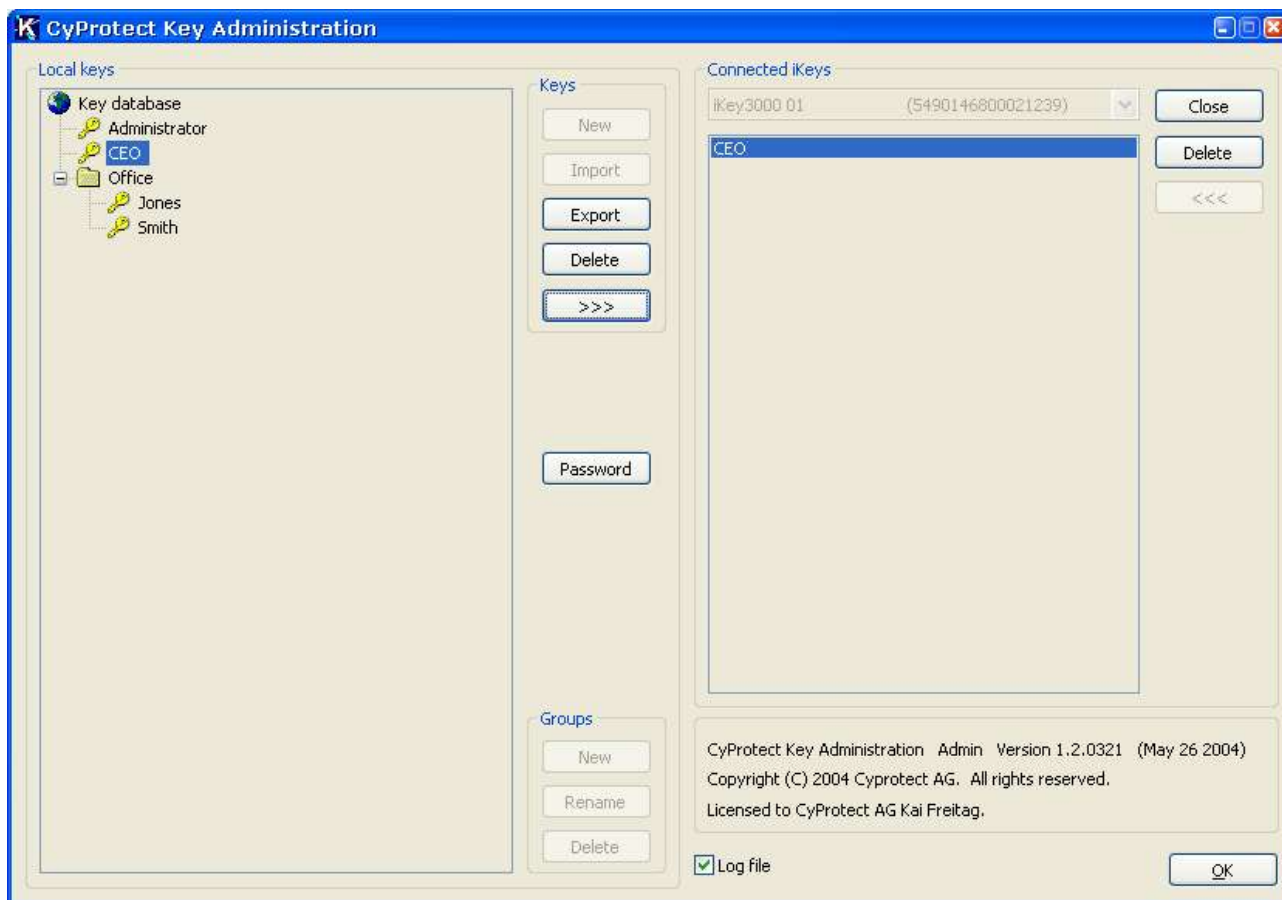 CyProtect Key Administration
Local keys
Key database
Administrator
CEO
Office
Jones
Smith
Keys
New
Import
Export
Delete
>>>
Password
Groups
New
Rename
Delete
Connected iKeys
iKey3000 01 (5490146800021239)
Close
CEO
Delete
<<<
CyProtect Key Administration Admin Version 1.2.0321 (May 26 2004)
Copyright (C) 2004 Cyprotect AG. All rights reserved.
Licensed to CyProtect AG Kai Freitag.
Log file
OK